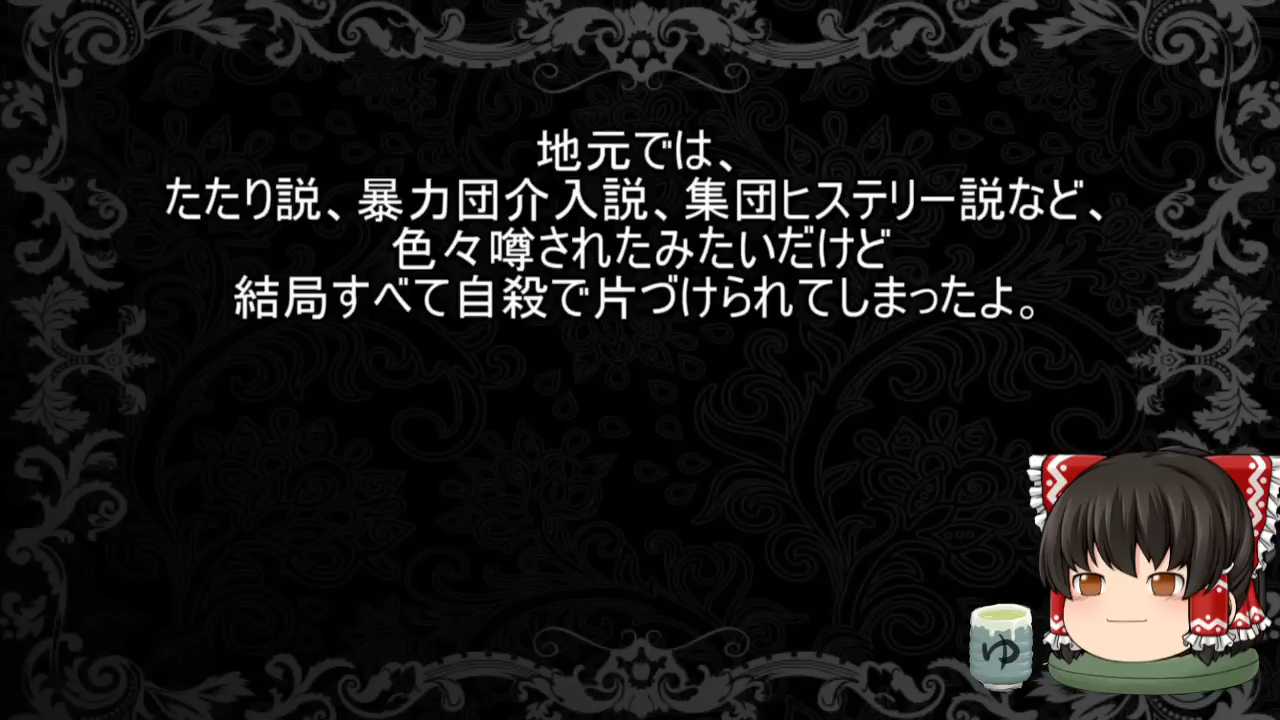 地元では、
たたり説、暴力団介入説、集団ヒステリー説など、
色々噂されたみたいだけど
結局すべて自殺で片づけられてしまったよ。
ゆ